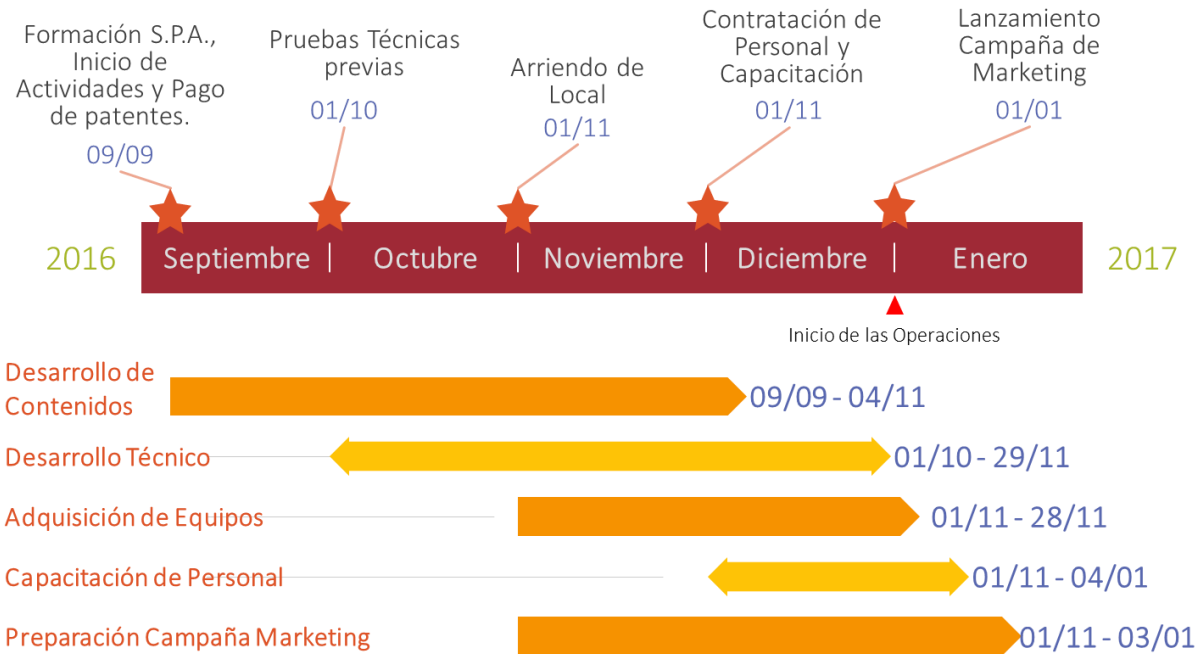 Formación S.P.A.,
Inicio de
Actividades y Pago
de patentes.
09/09
Pruebas Técnicas
previas
01/10
Arriendo de
Local
01/11
Contratación de
Personal y
Capacitación
01/11
Lanzamiento
Campaña de
Marketing
01/01
2016
Septiembre
Octubre
Noviembre
Diciembre
Enero
2017
Inicio de las Operaciones
Desarrollo de
Contenidos
09/09 - 04/11
Desarrollo Técnico
01/10 - 29/11
Adquisición de Equipos
01/11 - 28/11
Capacitación de Personal
01/11 - 04/01
Preparación Campaña Marketing
01/11 - 03/01